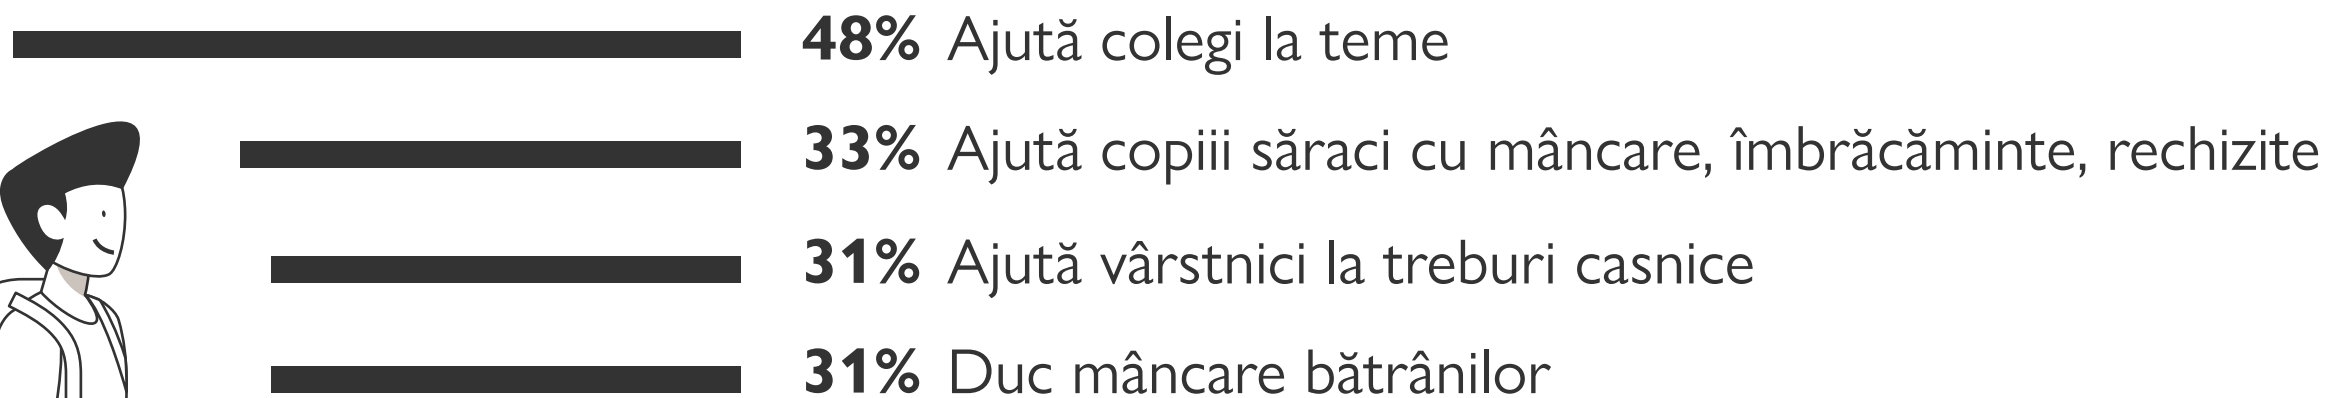 48% Ajută colegi la teme
33% Ajută copiii săraci cu mâncare, îmbrăcăminte, rechizite
31% Ajută vârstnici la treburi casnice
31% Duc mâncare bătrânilor